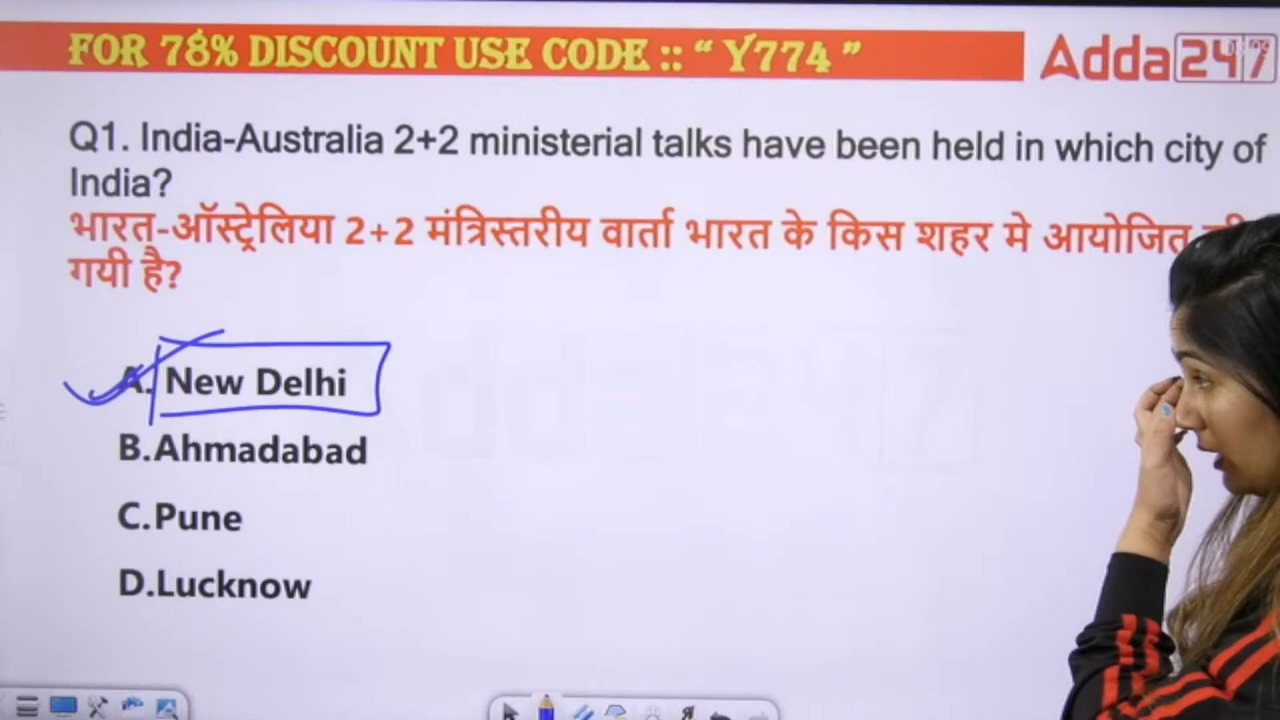 FOR 78% DISCOUNT USE CODE :: “ Y774 ”
Adda247
Q1. India-Australia 2+2 ministerial talks have been held in which city of
India?
भारत-ऑस्ट्रेलिया 2+2 मंत्रिस्तरीय वार्ता भारत के किस शहर मे आयोजित
गयी है?
A. New Delhi
B.Ahmadabad
C.Pune
D.Lucknow